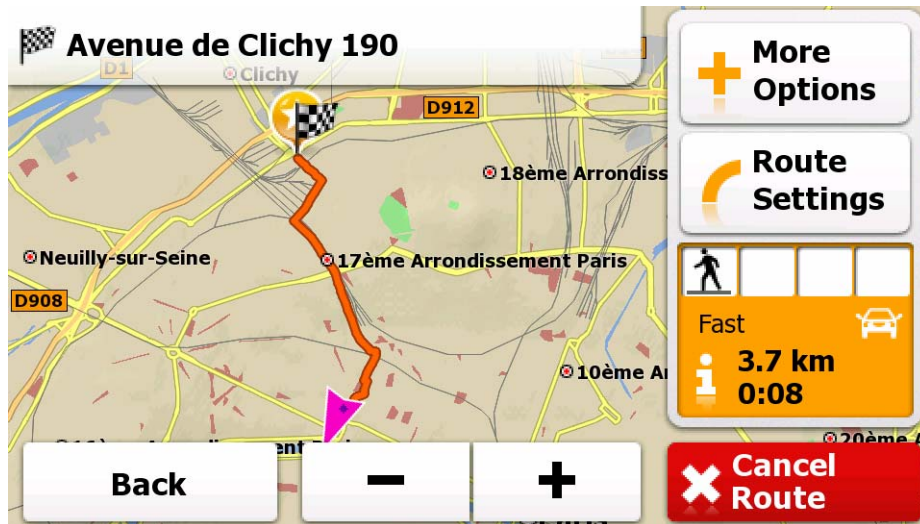 Avenue de Clichy 190
D1
Clichy
D912
18ème Arrondiss
Neuilly-sur-Seine
17ème Arrondissement Paris
D908
10ème A
20ème
More
Options
Route
Settings
Fast
3.7 km
0:08
Back
−
+
Cancel
Route